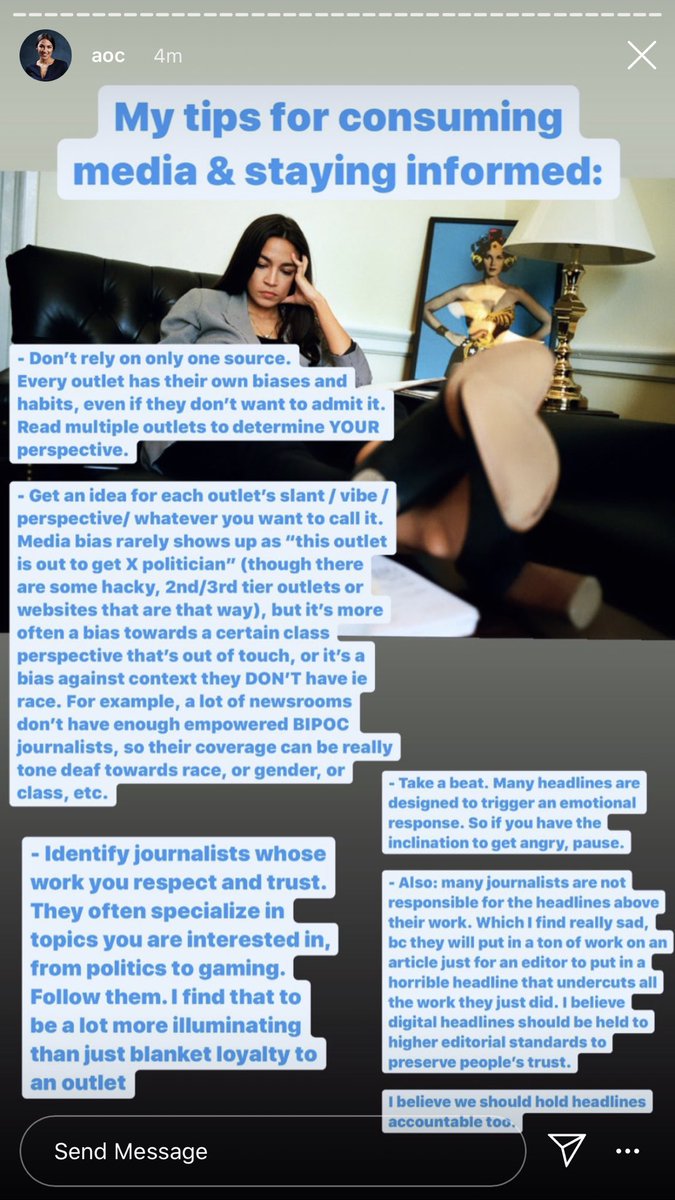 aoc 4m
My tips for consuming
media & staying informed:
- Don't rely on only one source.
Every outlet has their own biases and
habits, even if they don't want to admit it.
Read multiple outlets to determine YOUR
perspective.
- Get an idea for each outlet's slant / vibe /
perspective/ whatever you want to call it.
Media bias rarely shows up as “this outlet
is out to get X politician” (though there
are some hacky, 2nd/3rd tier outlets or
websites that are that way), but it's more
often a bias towards a certain class
perspective that's out of touch, or it's a
bias against context they DON'T have ie
race. For example, a lot of newsrooms
don't have enough empowered BIPOC
journalists, so their coverage can be really
tone deaf towards race, or gender, or
class, etc.
- Identify journalists whose
work you respect and trust.
They often specialize in
topics you are interested in,
from politics to gaming.
Follow them. I find that to
be a lot more illuminating
than just blanket loyalty to
an outlet
- Take a beat. Many headlines are
designed to trigger an emotional
response. So if you have the
inclination to get angry, pause.
- Also: many journalists are not
responsible for the headlines above
their work. Which I find really sad,
bc they will put in a ton of work on an
article just for an editor to put in a
horrible headline that undercuts all
the work they just did. I believe
digital headlines should be held to
higher editorial standards to
preserve people's trust.
I believe we should hold headlines
accountable too.
Send Message